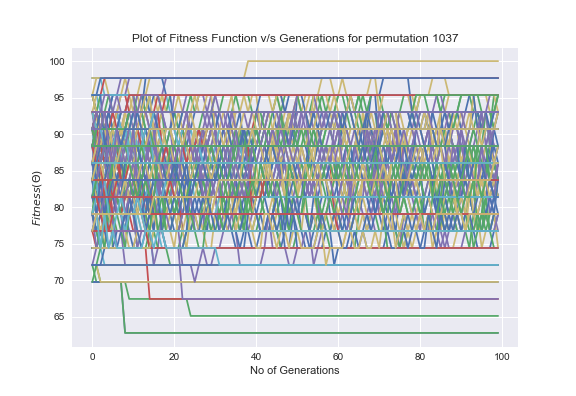 Plot of Fitness Function v/s Generations for permutation 1037
100
95
90
85
80
75
70
65
Fitness(Θ)
0 20 40 60 80 100
No of Generations